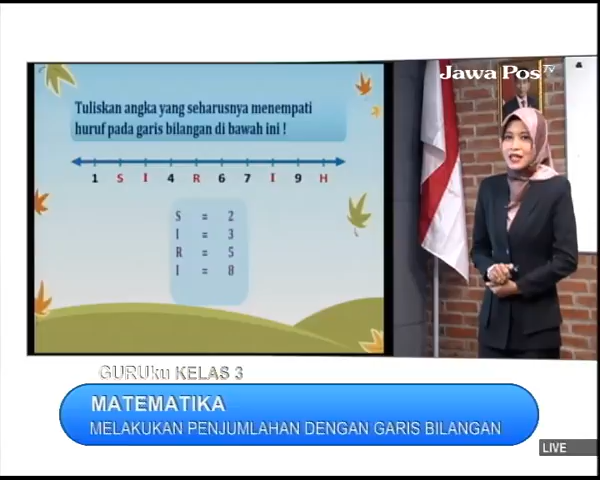 Jawa Pos TV
Tuliskan angka yang seharusnya menempati
huruf pada garis bilangan di bawah ini !
1 S I 4 R 6 7 I 9 H
S = 2
I = 3
R = 5
I = 8
GURUku KELAS 3
MATEMATIKA
MELAKUKAN PENJUMLAHAN DENGAN GARIS BILANGAN
LIVE